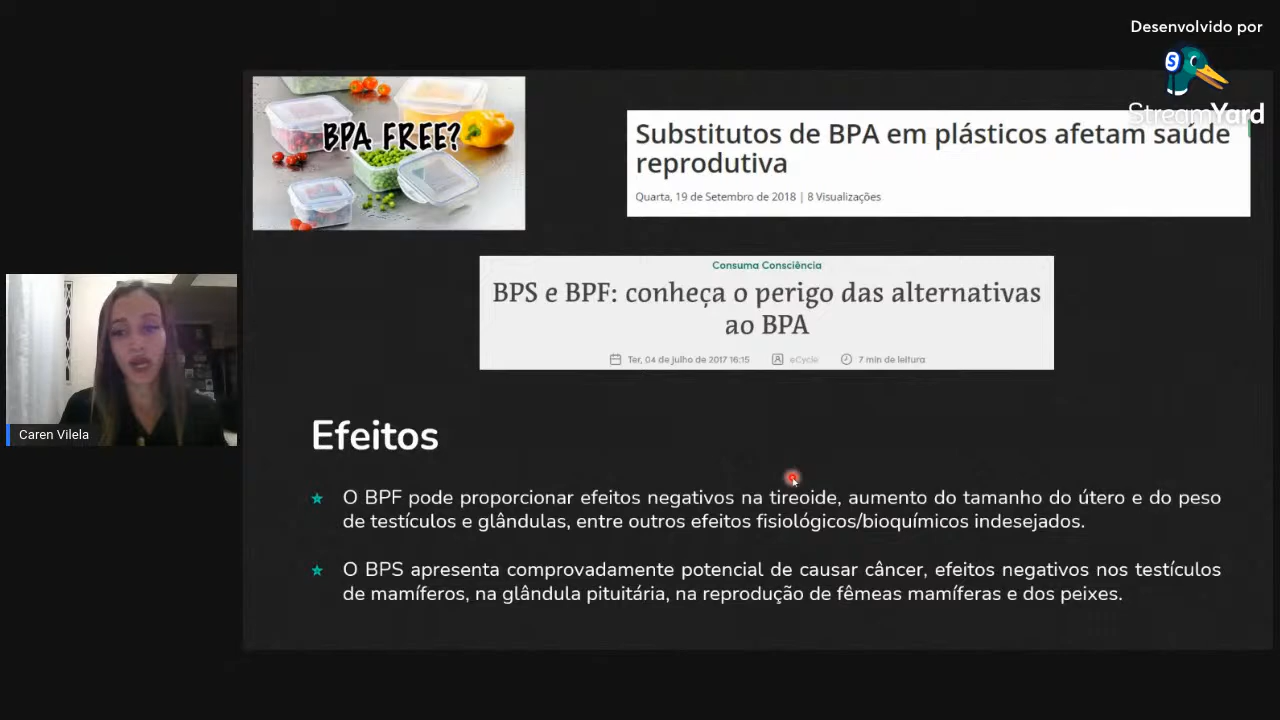 Desenvolvido por
StreamYard
BPA FREE?
Substitutos de BPA em plásticos afetam saúde
reprodutiva
Quarta, 19 de Setembro de 2018 | 8 Visualizações
Consuma Consciência
BPS e BPF: conheça o perigo das alternativas
ao BPA
Ter, 04 de julho de 2017 16:15 eCycle 7 min de leitura
Caren Vilela
Efeitos
O BPF pode proporcionar efeitos negativos na tireoide, aumento do tamanho do útero e do peso
de testículos e glândulas, entre outros efeitos fisiológicos/bioquímicos indesejados.
O BPS apresenta comprovadamente potencial de causar câncer, efeitos negativos nos testículos
de mamíferos, na glândula pituitária, na reprodução de fêmeas mamíferas e dos peixes.